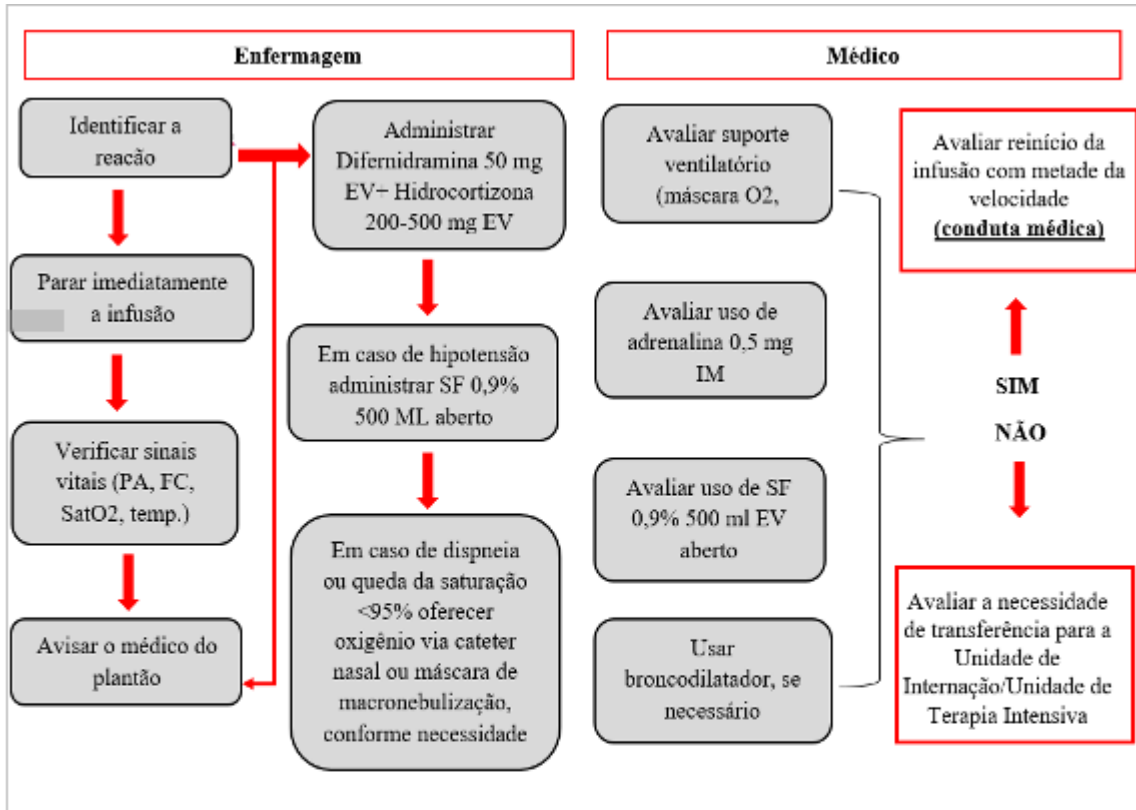 Enfermagem
Identificar a
reacão
Parar imediatamente
a infusão
Verificar sinais
vitais (PA, FC,
SatO2, temp.)
Avisar o médico do
plantão
Administrar
Difernidramina 50 mg
EV+ Hidrocortizona
200-500 mg EV
Em caso de hipotensão
administrar SF 0,9%
500 ML aberto
Em caso de dispneia
ou queda da saturação
<95% oferecer
oxigênio via cateter
nasal ou máscara de
macronebulização,
conforme necessidade
Médico
Avaliar suporte
ventilatório
(máscara O2,
Avaliar uso de
adrenalina 0,5 mg
IM
Avaliar uso de SF
0,9% 500 ml EV
aberto
Usar
broncodilatador, se
necessário
Avaliar reinício da
infusão com metade da
velocidade
(conduta médica)
SIM
NÃO
Avaliar a necessidade
de transferência para a
Unidade de
Internação/Unidade de
Terapia Intensiva